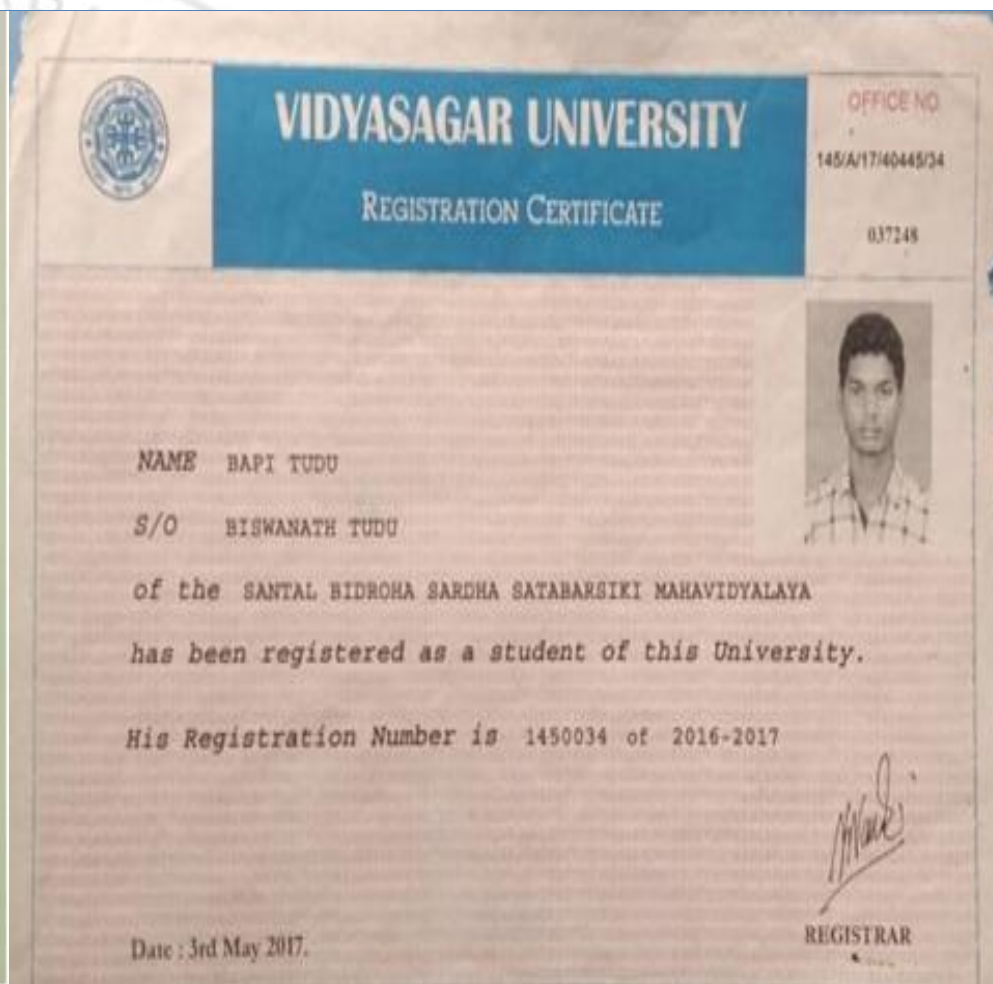 VIDYASAGAR UNIVERSITY
REGISTRATION CERTIFICATE
OFFICE NO.
145/A/17/40445/34
037248
NAME BAPI TUDU
S/O BISWANATH TUDU
of the SANTAL BIDROHA SARDHA SATABARSIKI MAHAVIDYALAYA
has been registered as a student of this University.
His Registration Number is 1450034 of 2016-2017
REGISTRAR
Date : 3rd May 2017.